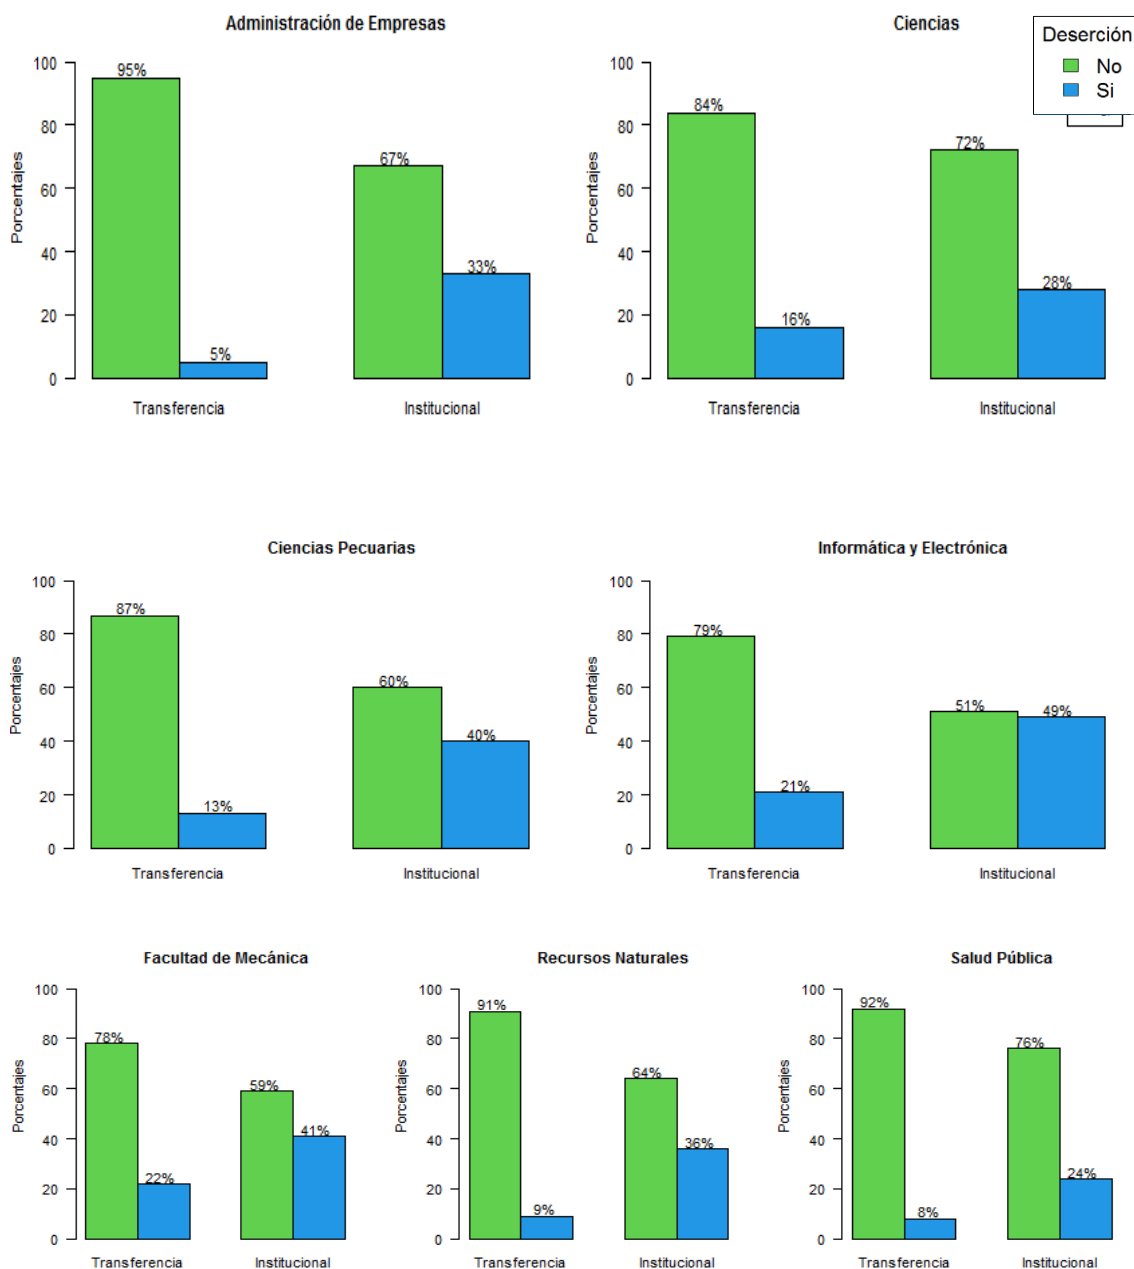 Administración de Empresas
Porcentajes
100
80
60
40
20
0
95%
5%
67%
33%
Transferencia
Institucional
Ciencias
Deserción
No
Si
Porcentajes
100
80
60
40
20
0
84%
16%
72%
28%
Transferencia
Institucional
Ciencias Pecuarias
Porcentajes
100
80
60
40
20
0
87%
13%
60%
40%
Transferencia
Institucional
Informática y Electrónica
Porcentajes
100
80
60
40
20
0
79%
21%
51%
49%
Transferencia
Institucional
Facultad de Mecánica
Porcentajes
100
80
60
40
20
0
78%
22%
59%
41%
Transferencia
Institucional
Recursos Naturales
Porcentajes
100
80
60
40
20
0
91%
9%
64%
36%
Transferencia
Institucional
Salud Pública
Porcentajes
100
80
60
40
20
0
92%
8%
76%
24%
Transferencia
Institucional